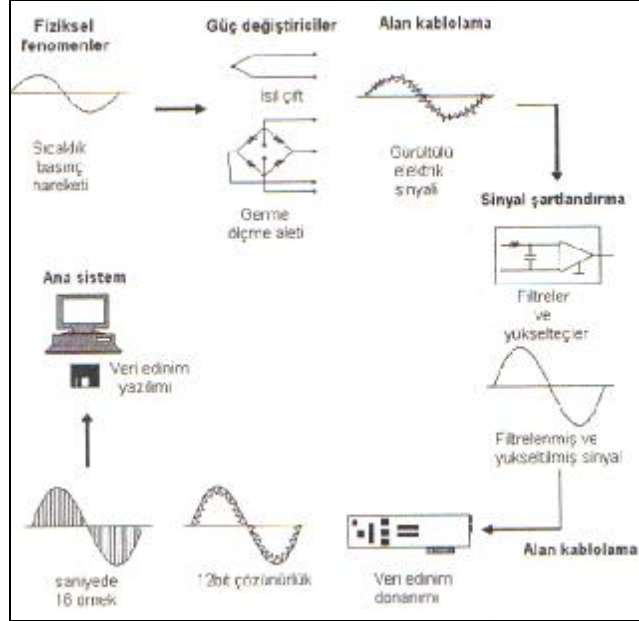 Fiziksel
fenomenler
Güç değiştiriciler
Alan kablolama
Isıl çift
Sıcaklık
basınç
hareketi
Germe
ölçme aleti
Gürültülü
elektrik
sinyali
Sinyal şartlandırma
Filtreler
ve
yükselteçler
Filtrelenmiş ve
yükseltilmiş sinyal
Alan kablolama
Veri edinim
donanımı
12bit çözünürlük
saniyede
16 örnek
Ana sistem
Veri edinim
yazılımı